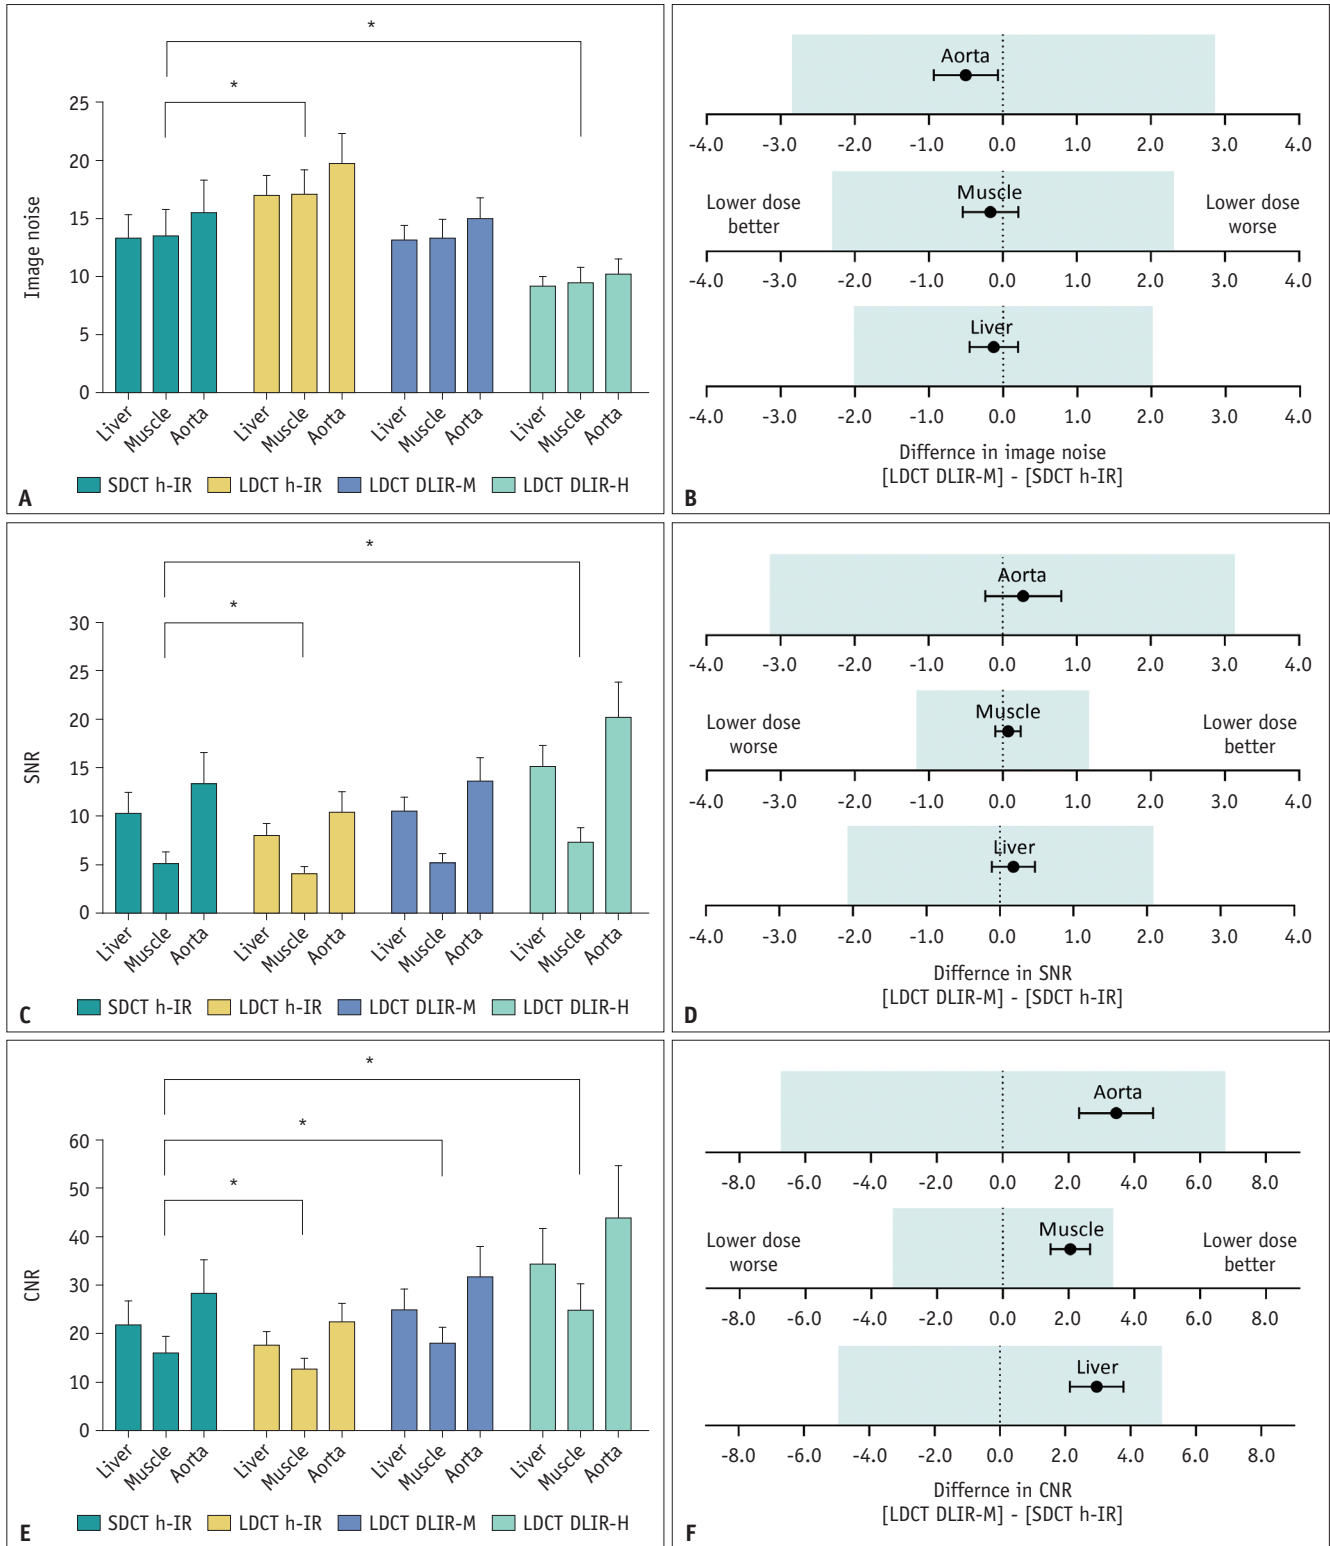 *
*
25
20
15
10
5
0
Image noise
Liver Muscle Aorta Liver Muscle Aorta Liver Muscle Aorta Liver Muscle Aorta
SDCT h-IR LDCT h-IR LDCT DLIR-M LDCT DLIR-H
A
Aorta
-4.0 -3.0 -2.0 -1.0 0.0 1.0 2.0 3.0 4.0
Muscle
Lower dose
better
Lower dose
worse
-4.0 -3.0 -2.0 -1.0 0.0 1.0 2.0 3.0 4.0
Liver
-4.0 -3.0 -2.0 -1.0 0.0 1.0 2.0 3.0 4.0
Differnce in image noise
[LDCT DLIR-M] - [SDCT h-IR]
B
*
*
30
25
20
15
10
5
0
SNR
Liver Muscle Aorta Liver Muscle Aorta Liver Muscle Aorta Liver Muscle Aorta
SDCT h-IR LDCT h-IR LDCT DLIR-M LDCT DLIR-H
C
Aorta
-4.0 -3.0 -2.0 -1.0 0.0 1.0 2.0 3.0 4.0
Muscle
Lower dose
worse
Lower dose
better
-4.0 -3.0 -2.0 -1.0 0.0 1.0 2.0 3.0 4.0
Liver
-4.0 -3.0 -2.0 -1.0 0.0 1.0 2.0 3.0 4.0
Differnce in SNR
[LDCT DLIR-M] - [SDCT h-IR]
D
*
*
*
60
50
40
30
20
10
0
CNR
Liver Muscle Aorta Liver Muscle Aorta Liver Muscle Aorta Liver Muscle Aorta
SDCT h-IR LDCT h-IR LDCT DLIR-M LDCT DLIR-H
E
Aorta
-8.0 -6.0 -4.0 -2.0 0.0 2.0 4.0 6.0 8.0
Muscle
Lower dose
worse
Lower dose
better
-8.0 -6.0 -4.0 -2.0 0.0 2.0 4.0 6.0 8.0
Liver
-8.0 -6.0 -4.0 -2.0 0.0 2.0 4.0 6.0 8.0
Differnce in CNR
[LDCT DLIR-M] - [SDCT h-IR]
F